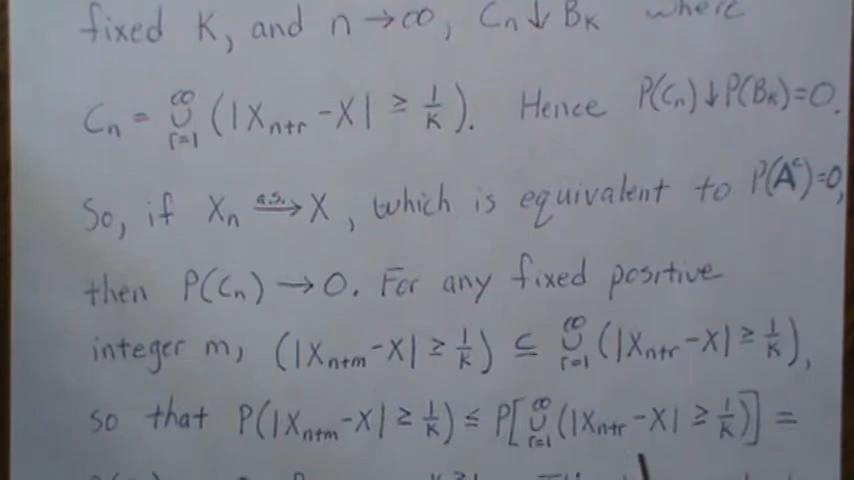 fixed K, and n→∞, Cn↓BK where
Cn = ∞∪r=1 (|Xn+r - X| ≥ 1/K). Hence P(Cn)↓P(BK)=0.
So, if Xn a.s.→ X, which is equivalent to P(Aᶜ)=0,
then P(Cn) → 0. For any fixed positive
integer m, (|Xn+m - X| ≥ 1/K) ⊆ ∞∪r=1 (|Xn+r - X| ≥ 1/K),
so that P(|Xn+m - X| ≥ 1/K) ≤ P[∞∪r=1 (|Xn+r - X| ≥ 1/K)] =